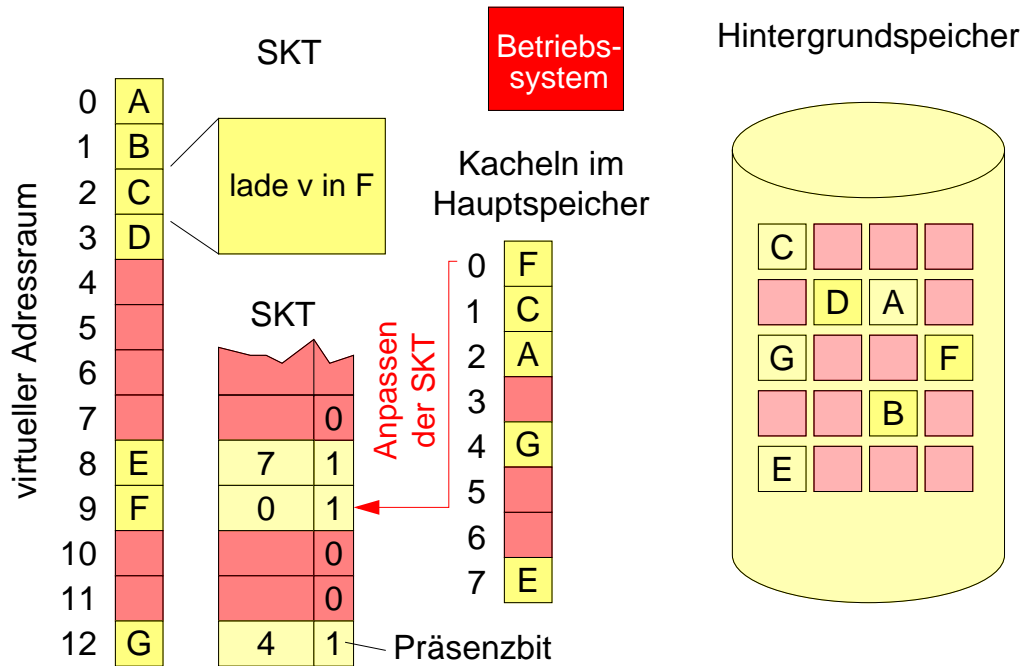 SKT
Betriebs-
system
Hintergrundspeicher
virtueller Adressraum
0 A
1 B
2 C
3 D
4
5
6
7
8 E
9 F
10
11
12 G
lade v in F
SKT
0
7 1
0 1
0
0
4 1
Präsenzbit
Anpassen
der SKT
Kacheln im
Hauptspeicher
0 F
1 C
2 A
3
4 G
5
6
7 E
C
D A
G F
B
E